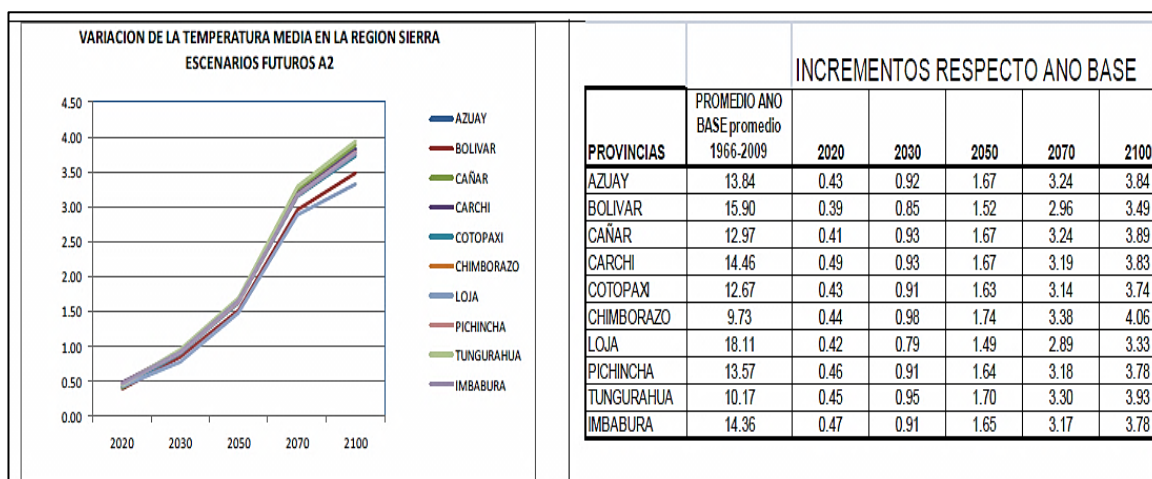 VARIACION DE LA TEMPERATURA MEDIA EN LA REGION SIERRA
ESCENARIOS FUTUROS A2
4.50
4.00
3.50
3.00
2.50
2.00
1.50
1.00
0.50
0.00
2020 2030 2050 2070 2100
AZUAY
BOLIVAR
CAÑAR
CARCHI
COTOPAXI
CHIMBORAZO
LOJA
PICHINCHA
TUNGURAHUA
IMBABURA
INCREMENTOS RESPECTO ANO BASE
PROMEDIO ANO
BASE promedio
PROVINCIAS 1966-2009 2020 2030 2050 2070 2100
AZUAY 13.84 0.43 0.92 1.67 3.24 3.84
BOLIVAR 15.90 0.39 0.85 1.52 2.96 3.49
CAÑAR 12.97 0.41 0.93 1.67 3.24 3.89
CARCHI 14.46 0.49 0.93 1.67 3.19 3.83
COTOPAXI 12.67 0.43 0.91 1.63 3.14 3.74
CHIMBORAZO 9.73 0.44 0.98 1.74 3.38 4.06
LOJA 18.11 0.42 0.79 1.49 2.89 3.33
PICHINCHA 13.57 0.46 0.91 1.64 3.18 3.78
TUNGURAHUA 10.17 0.45 0.95 1.70 3.30 3.93
IMBABURA 14.36 0.47 0.91 1.65 3.17 3.78